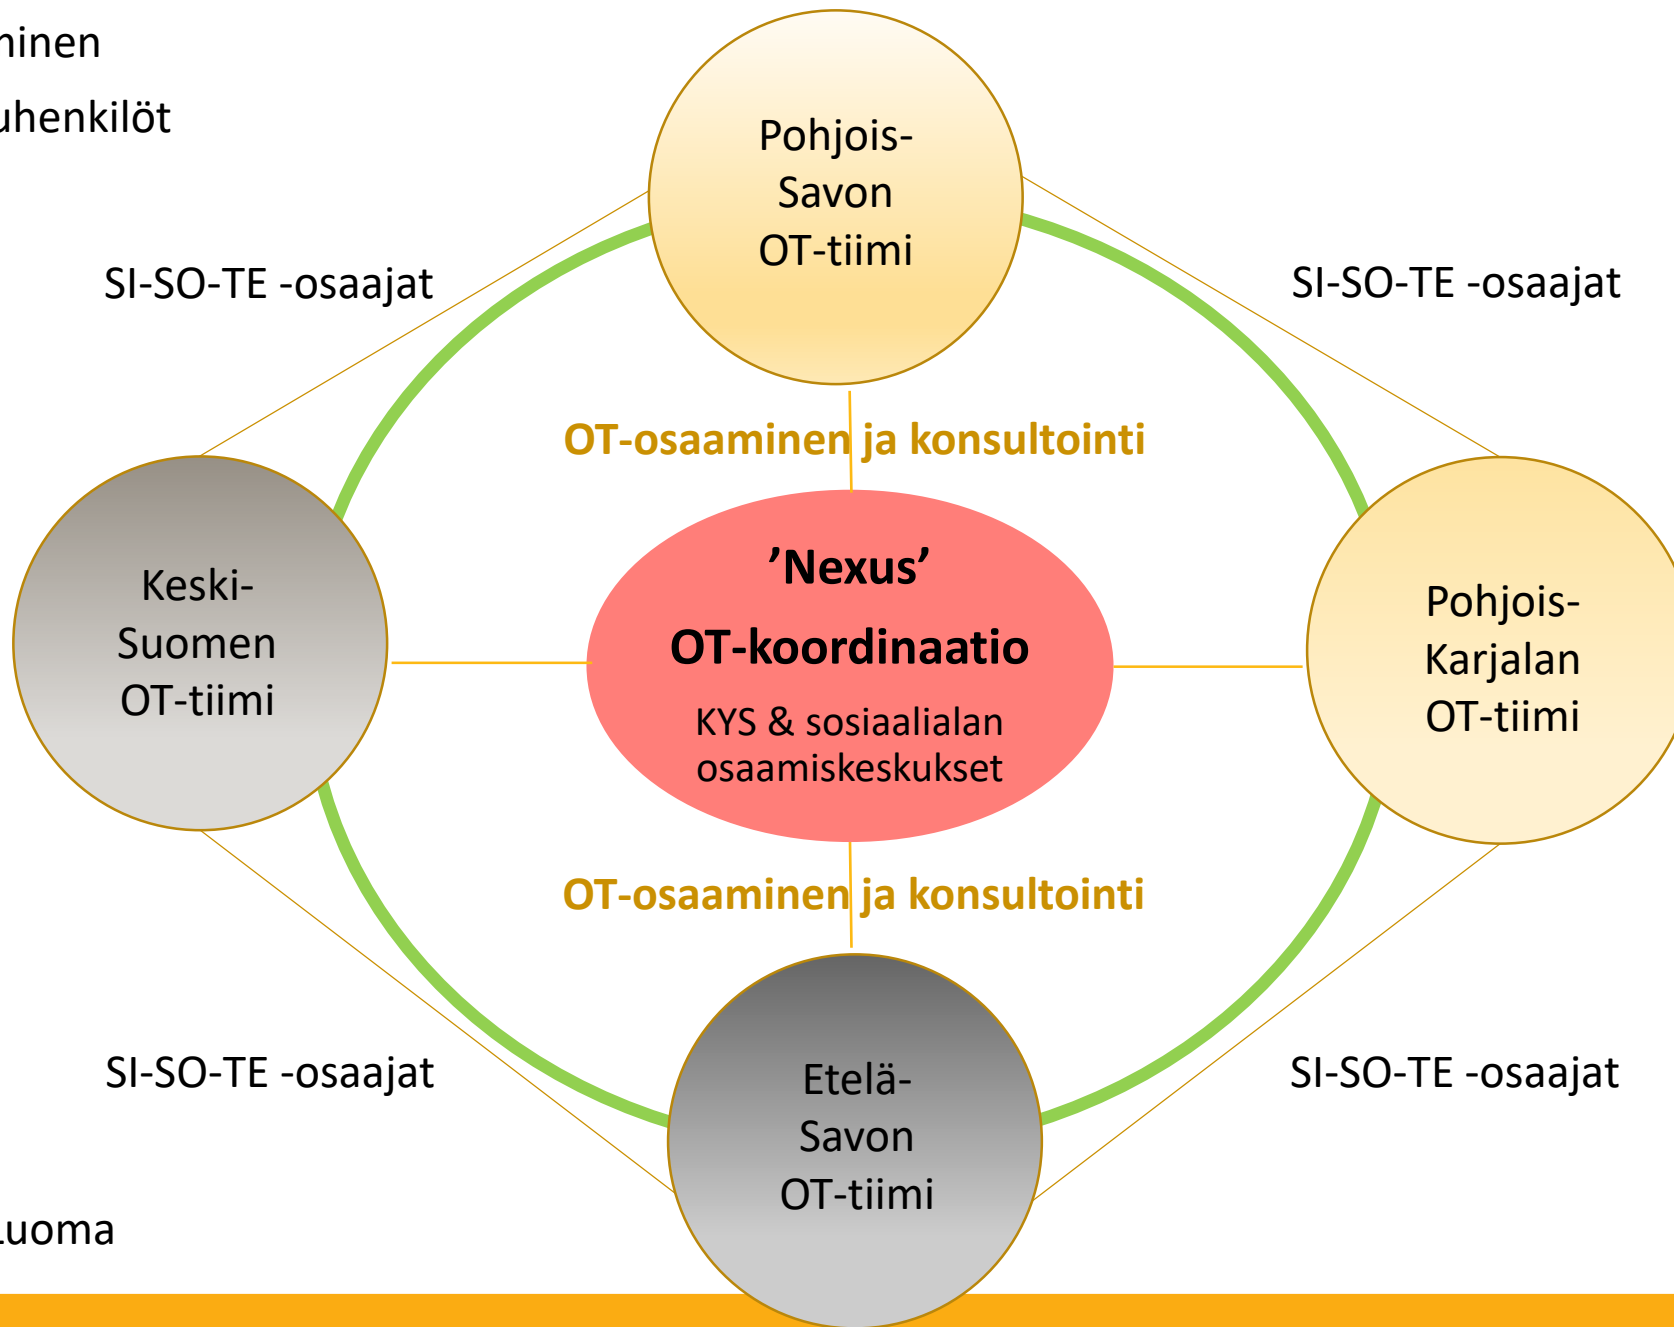 ninen
uhenkilöt
Pohjois-
Savon
OT-tiimi
SI-SO-TE -osaajat
SI-SO-TE -osaajat
OT-osaaminen ja konsultointi
Keski-
Suomen
OT-tiimi
’Nexus’
OT-koordinaatio
KYS & sosiaalialan
osaamiskeskukset
Pohjois-
Karjalan
OT-tiimi
OT-osaaminen ja konsultointi
SI-SO-TE -osaajat
SI-SO-TE -osaajat
Etelä-
Savon
OT-tiimi
Luoma